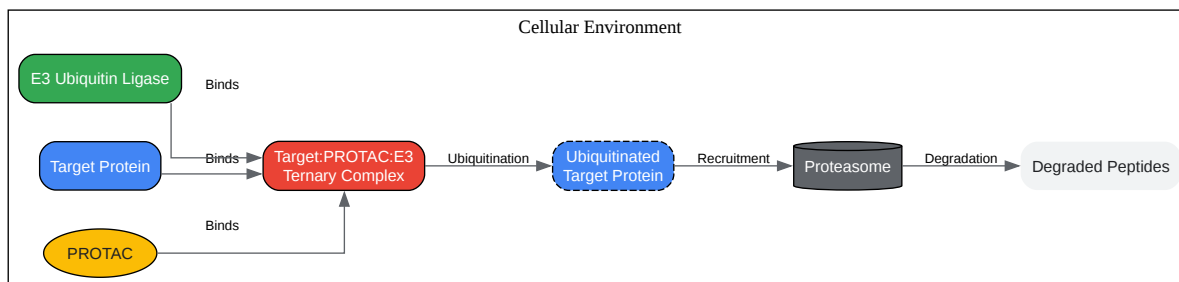 Cellular Environment
E3 Ubiquitin Ligase
Binds
Target Protein
Binds
Target:PROTAC:E3
Ternary Complex
Ubiquitination
Ubiquitinated
Target Protein
Recruitment
Proteasome
Degradation
Degraded Peptides
Binds
PROTAC